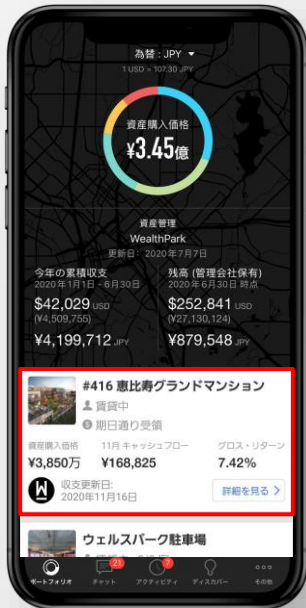 為替 : JPY ▼
1 USD = 107.30 JPY
資産購入価格
¥3.45億
資産管理
WealthPark
更新日： 2020年7月7日
今年の累積収支
2020年1月1日 - 6月30日
残高 (管理会社保有)
2020年6月30日 時点
$42,029 USD
(¥4,509,755)
$252,841 USD
(¥27,130,124)
¥4,199,712 JPY
¥879,548 JPY
#416 恵比寿グランドマンション
賃貸中
期日通り受領
資産購入価格 11月 キャッシュフロー グロス・リターン
¥3,850万 ¥168,825 7.42%
収支更新日:
2020年11月16日
詳細を見る >
ウェルスパーク駐車場
21 7
ポートフォリオ チャット アクティビティ ディスカバー その他